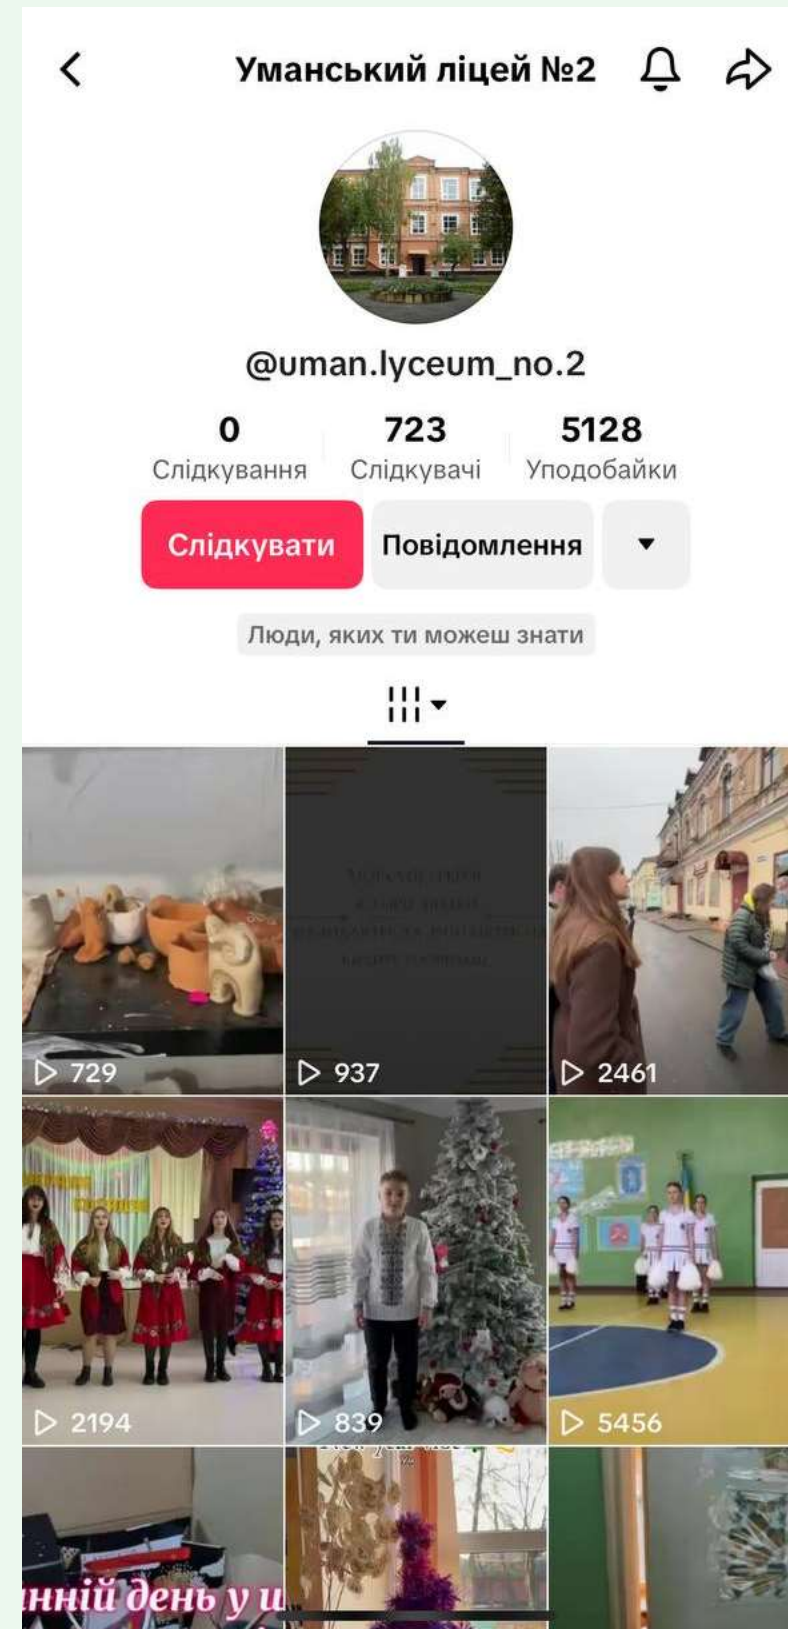 Уманський ліцей №2
@uman.lyceum_no.2
0 723 5128
Слідкування Слідкувачі Уподобайки
Слідкувати Повідомлення
Люди, яких ти можеш знати
729 937 2461
2194 839 5456
нній день у ш